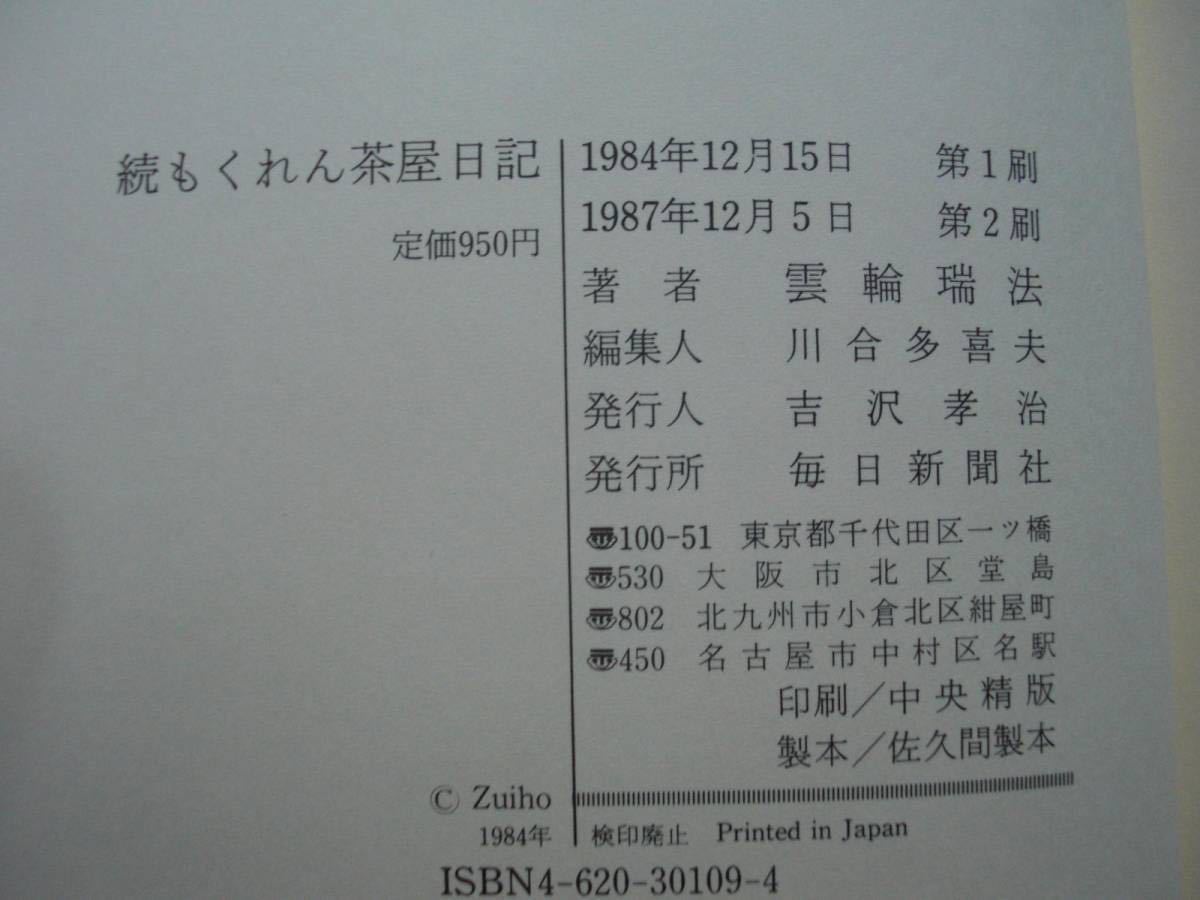 続もくれん茶屋日記
定価950円
1984年12月15日 第1刷
1987年12月5日 第2刷
著者 雲輪瑞法
編集人 川合多喜夫
発行人 吉沢孝治
発行所 毎日新聞社
〠100-51 東京都千代田区一ッ橋
〠530 大阪市北区堂島
〠802 北九州市小倉北区紺屋町
〠450 名古屋市中村区名駅
印刷/中央精版
製本/佐久間製本
© Zuiho
1984年
検印廃止 Printed in Japan
ISBN4-620-30109-4